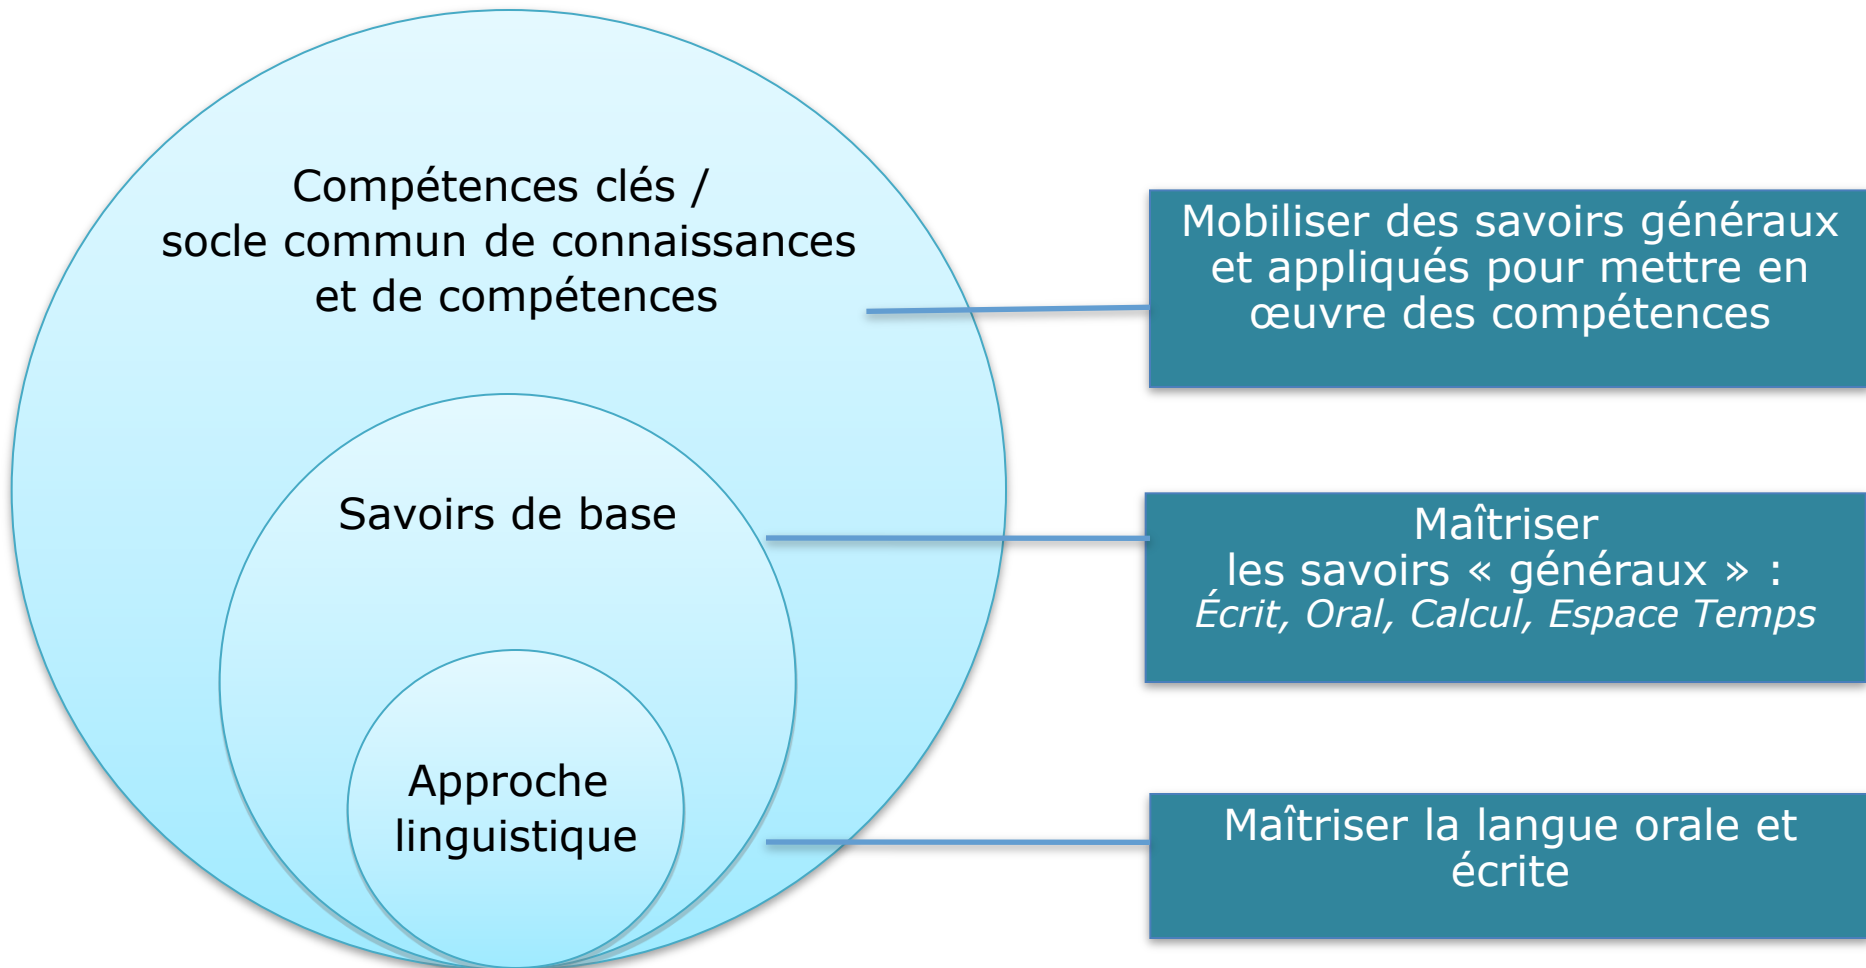 Compétences clés /
socle commun de connaissances
et de compétences
Mobiliser des savoirs généraux
et appliqués pour mettre en
œuvre des compétences
Savoirs de base
Maîtriser
les savoirs « généraux » :
Écrit, Oral, Calcul, Espace Temps
Approche
linguistique
Maîtriser la langue orale et
écrite